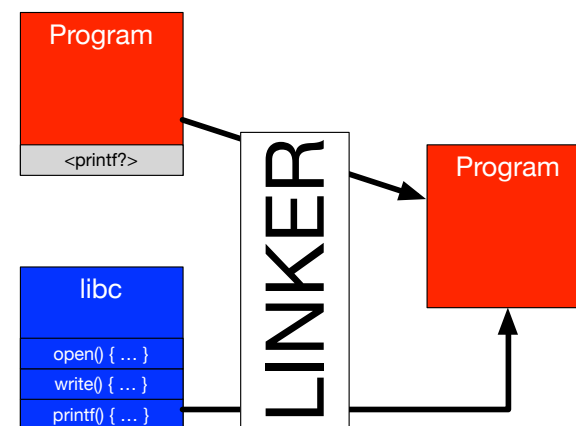 Program
<printf?>
LINKER
Program
libc
open() { … }
write() { … }
printf() { … }